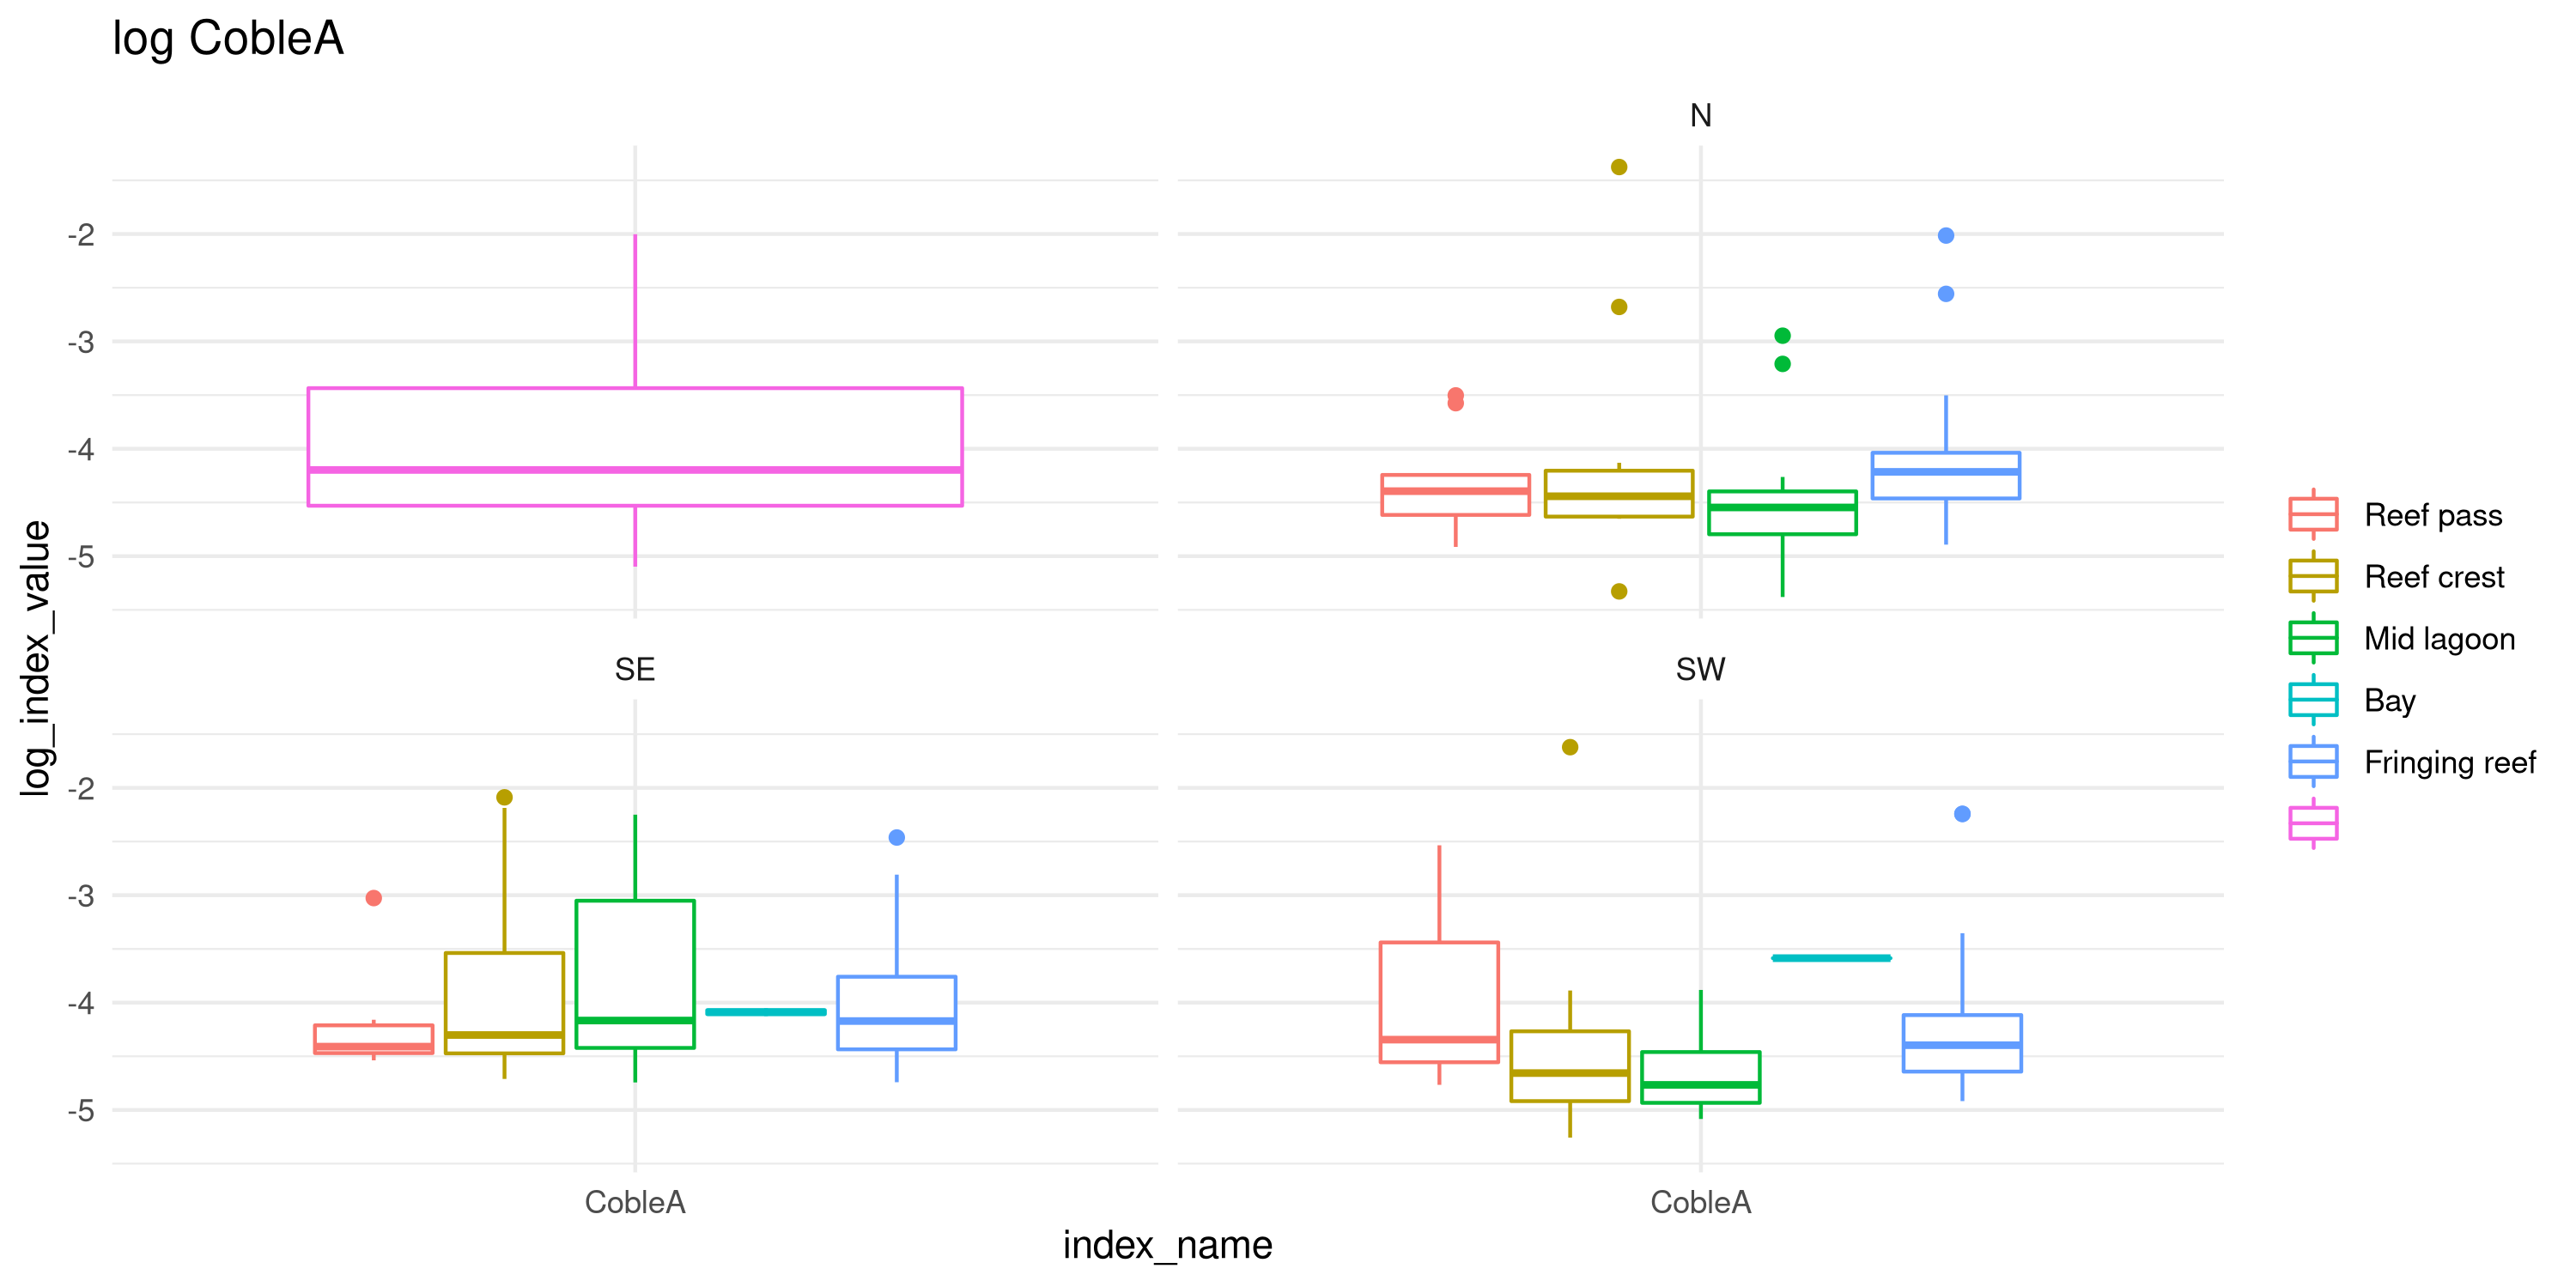 log CobleA
N
-2
-3
-4
-5
SE
SW
-2
-3
-4
-5
log_index_value
CobleA
CobleA
index_name
Reef pass
Reef crest
Mid lagoon
Bay
Fringing reef